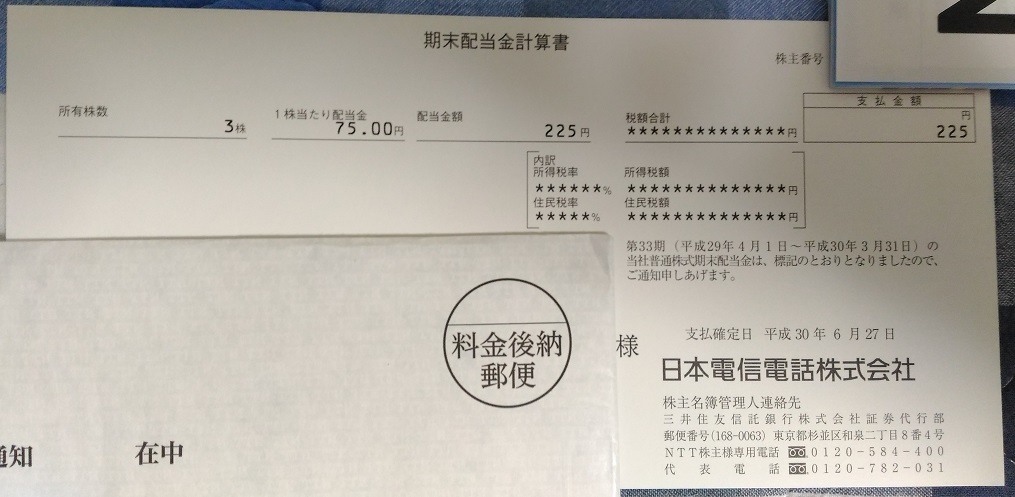 期末配当金計算書
株主番号
所有株数
3株
1株当たり配当金
75.00円
配当金額
225円
税額合計
**************円
支払金額
円
225
内訳
所得税率
******%
所得税額
**************円
住民税率
*****%
住民税額
**************円
第33期(平成29年4月1日～平成30年3月31日)の
当社普通株式期末配当金は、標記のとおりとなりましたので、
ご通知申しあげます。
支払確定日 平成30年6月27日
様
日本電信電話株式会社
株主名簿管理人連絡先
三井住友信託銀行株式会社証券代行部
郵便番号(168-0063) 東京都杉並区和泉二丁目8番4号
NTT株主様専用電話 0120-584-400
代表電話 0120-782-031
料金後納
郵便
通知 在中